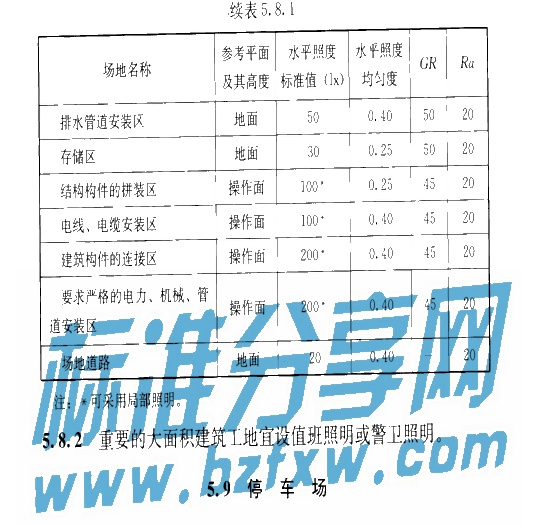 续表 5.8.1
场地名称 参考平面及其高度 水平照度标准值（lx） 水平照度均匀度 GR Ra
排水管道安装区 地面 50 0.40 50 20
存储区 地面 30 0.25 50 20
结构构件的拼装区 操作面 100* 0.25 45 20
电线、电缆安装区 操作面 100* 0.40 45 20
建筑构件的连接区 操作面 200* 0.40 45 20
要求严格的电力、机械、管道安装区 操作面 200* 0.40 45 20
场地道路 地面 20 0.40 — 20
注：*可采用局部照明。
5.8.2 重要的大面积建筑工地宜设值班照明或警卫照明。
5.9 停车场
标准分享网
www.bzfxw.com